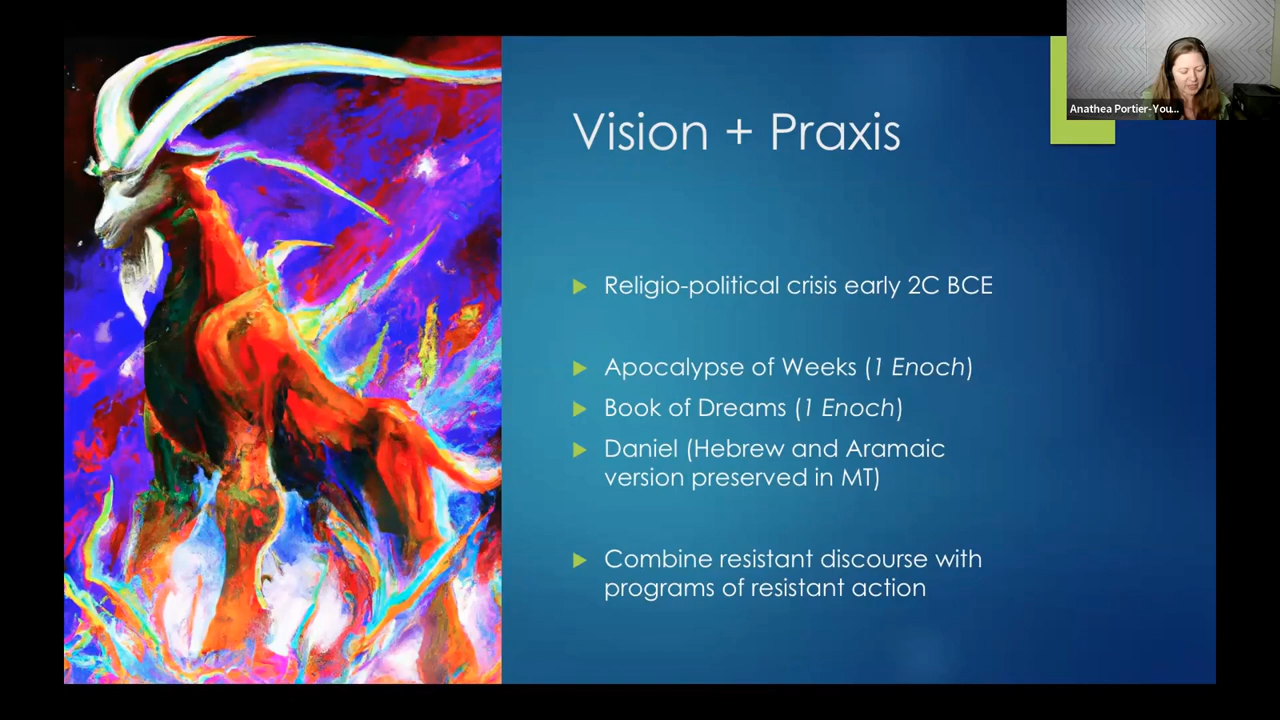 Anathea Portier-You...
Vision + Praxis
Religio-political crisis early 2C BCE
Apocalypse of Weeks (1 Enoch)
Book of Dreams (1 Enoch)
Daniel (Hebrew and Aramaic
version preserved in MT)
Combine resistant discourse with
programs of resistant action